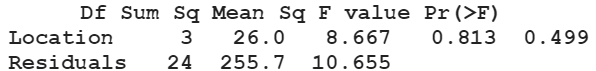 Df Sum Sq Mean Sq F value Pr(>F)
Location 3 26.0 8.667 0.813 0.499
Residuals 24 255.7 10.655